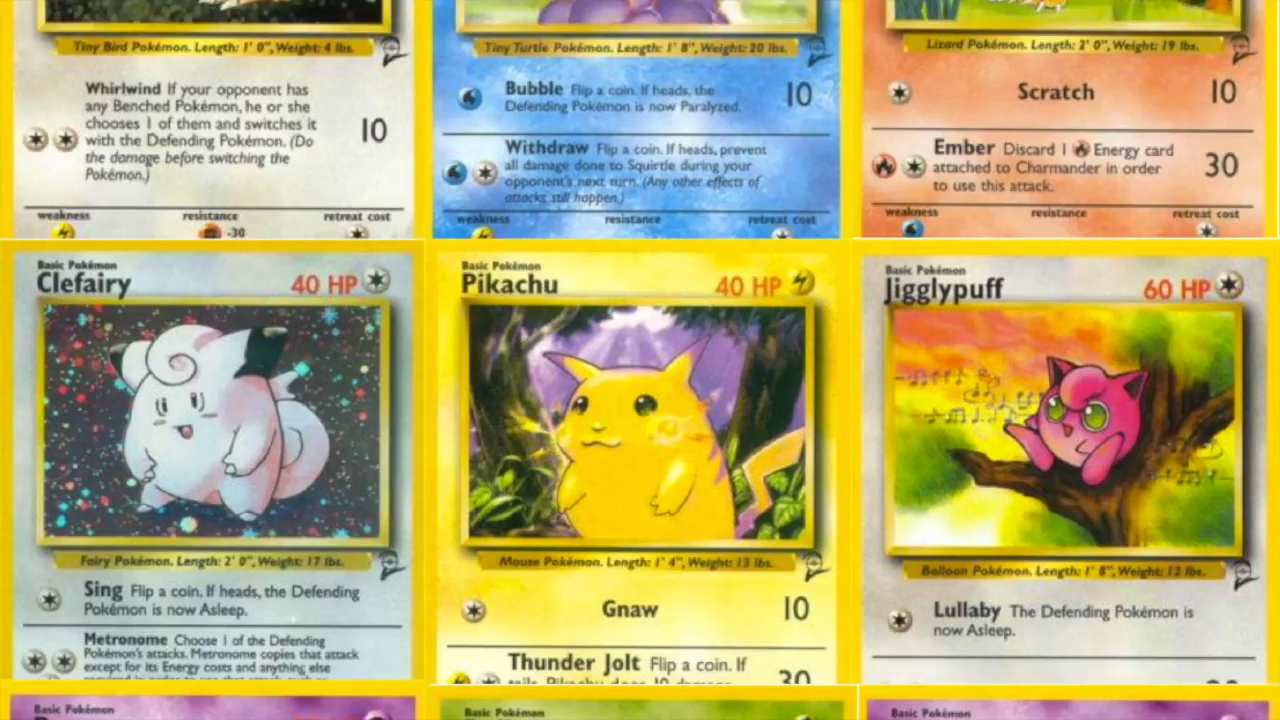 Tiny Bird Pokémon. Length: 1' 0", Weight: 4 lbs.
Whirlwind If your opponent has
any Benched Pokémon, he or she
chooses 1 of them and switches it
with the Defending Pokémon. (Do
the damage before switching the
Pokémon.)
10
weakness resistance retreat cost
-30
Tiny Turtle Pokémon. Length: 1' 8", Weight: 20 lbs.
Bubble Flip a coin. If heads, the
Defending Pokémon is now Paralyzed.
10
Withdraw Flip a coin. If heads, prevent
all damage done to Squirtle during your
opponent's next turn. (Any other effects of
attacks still happen.)
weakness resistance retreat cost
Lizard Pokémon. Length: 2' 0", Weight: 19 lbs.
Scratch 10
Ember Discard 1 Energy card
attached to Charmander in order
to use this attack.
30
weakness resistance retreat cost
Basic Pokémon
Clefairy 40 HP
Fairy Pokémon. Length: 2' 0", Weight: 17 lbs.
Sing Flip a coin. If heads, the Defending
Pokémon is now Asleep.
Metronome Choose 1 of the Defending
Pokémon's attacks. Metronome copies that attack
except for its Energy costs and anything else
Basic Pokémon
Pikachu 40 HP
Mouse Pokémon. Length: 1' 4", Weight: 13 lbs.
Gnaw 10
Thunder Jolt Flip a coin. If
tails, Pikachu does 10 damage
30
Basic Pokémon
Jigglypuff 60 HP
Balloon Pokémon. Length: 1' 8", Weight: 12 lbs.
Lullaby The Defending Pokémon is
now Asleep.
Basic Pokémon
Basic Pokémon
Basic Pokémon